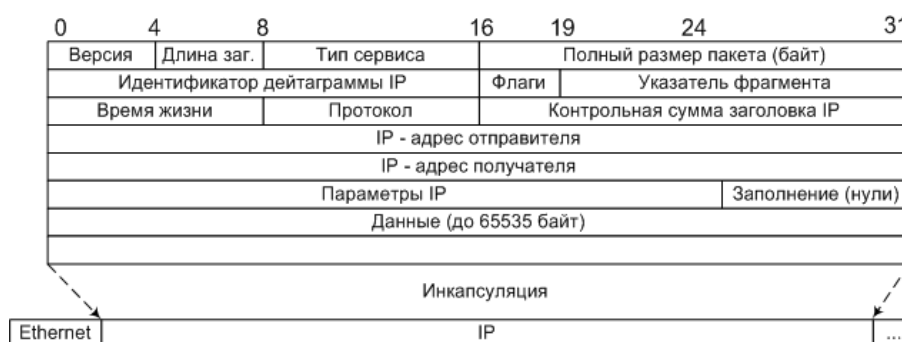 0 4 8 16 19 24 31
Версия Длина заг. Тип сервиса Полный размер пакета (байт)
Идентификатор дейтаграммы IP Флаги Указатель фрагмента
Время жизни Протокол Контрольная сумма заголовка IP
IP - адрес отправителя
IP - адрес получателя
Параметры IP Заполнение (нули)
Данные (до 65535 байт)
Инкапсуляция
Ethernet IP ...